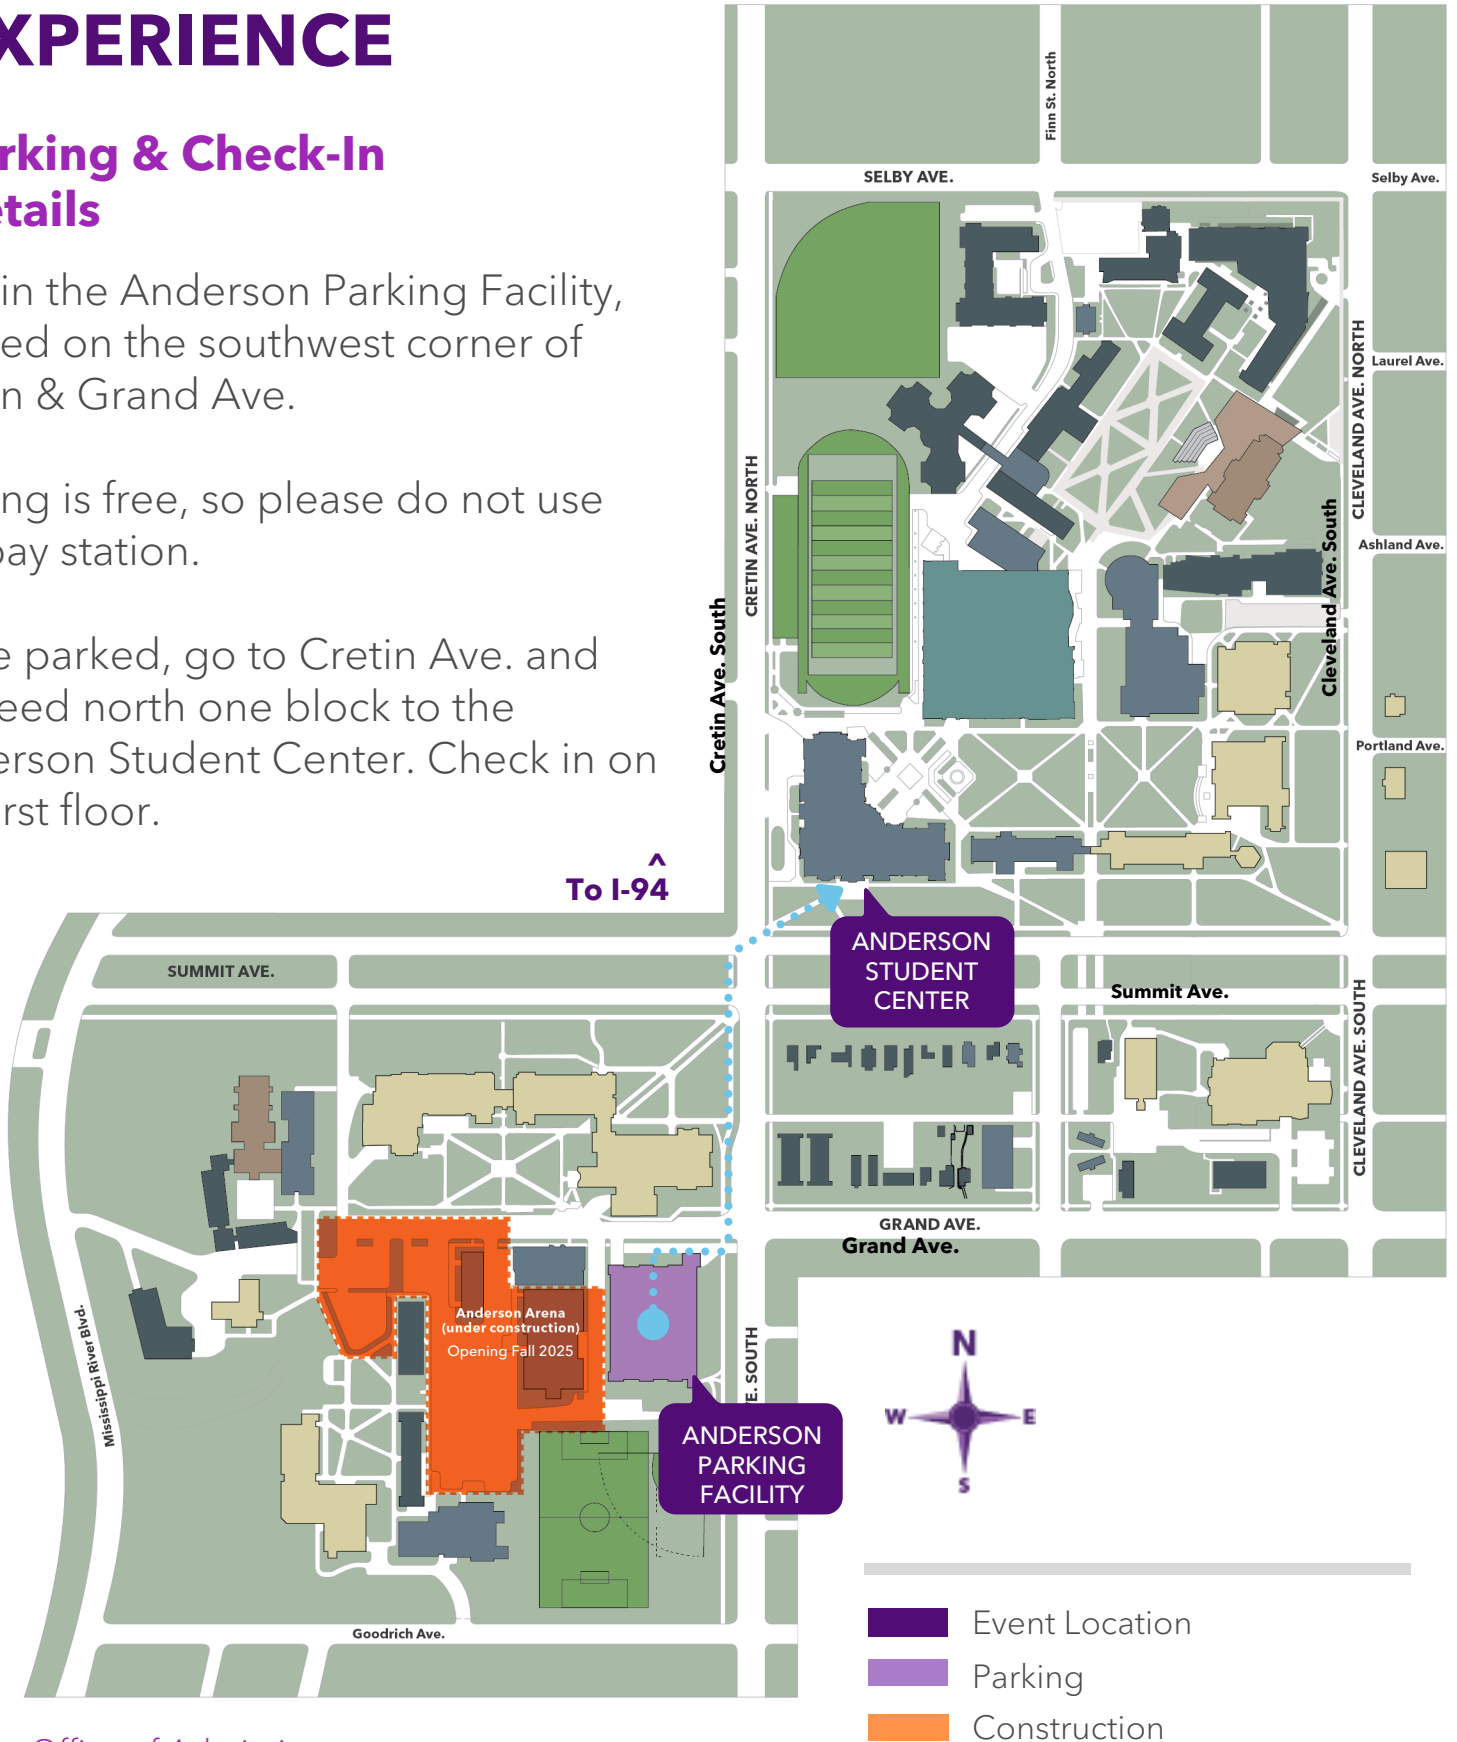 XPERIENCE
rking & Check-In
etails
in the Anderson Parking Facility,
ed on the southwest corner of
n & Grand Ave.
ng is free, so please do not use
pay station.
e parked, go to Cretin Ave. and
eed north one block to the
erson Student Center. Check in on
irst floor.
^
To I-94
Finn St. North
SELBY AVE.
Selby Ave.
Laurel Ave.
CLEVELAND AVE. NORTH
CRETIN AVE. NORTH
Ashland Ave.
Cleveland Ave. South
Cretin Ave. South
Portland Ave.
ANDERSON
STUDENT
CENTER
SUMMIT AVE.
Summit Ave.
CLEVELAND AVE. SOUTH
GRAND AVE.
Grand Ave.
Anderson Arena
(under construction)
Opening Fall 2025
Mississippi River Blvd.
VE. SOUTH
ANDERSON
PARKING
FACILITY
N
W
E
S
Goodrich Ave.
Event Location
Parking
Construction